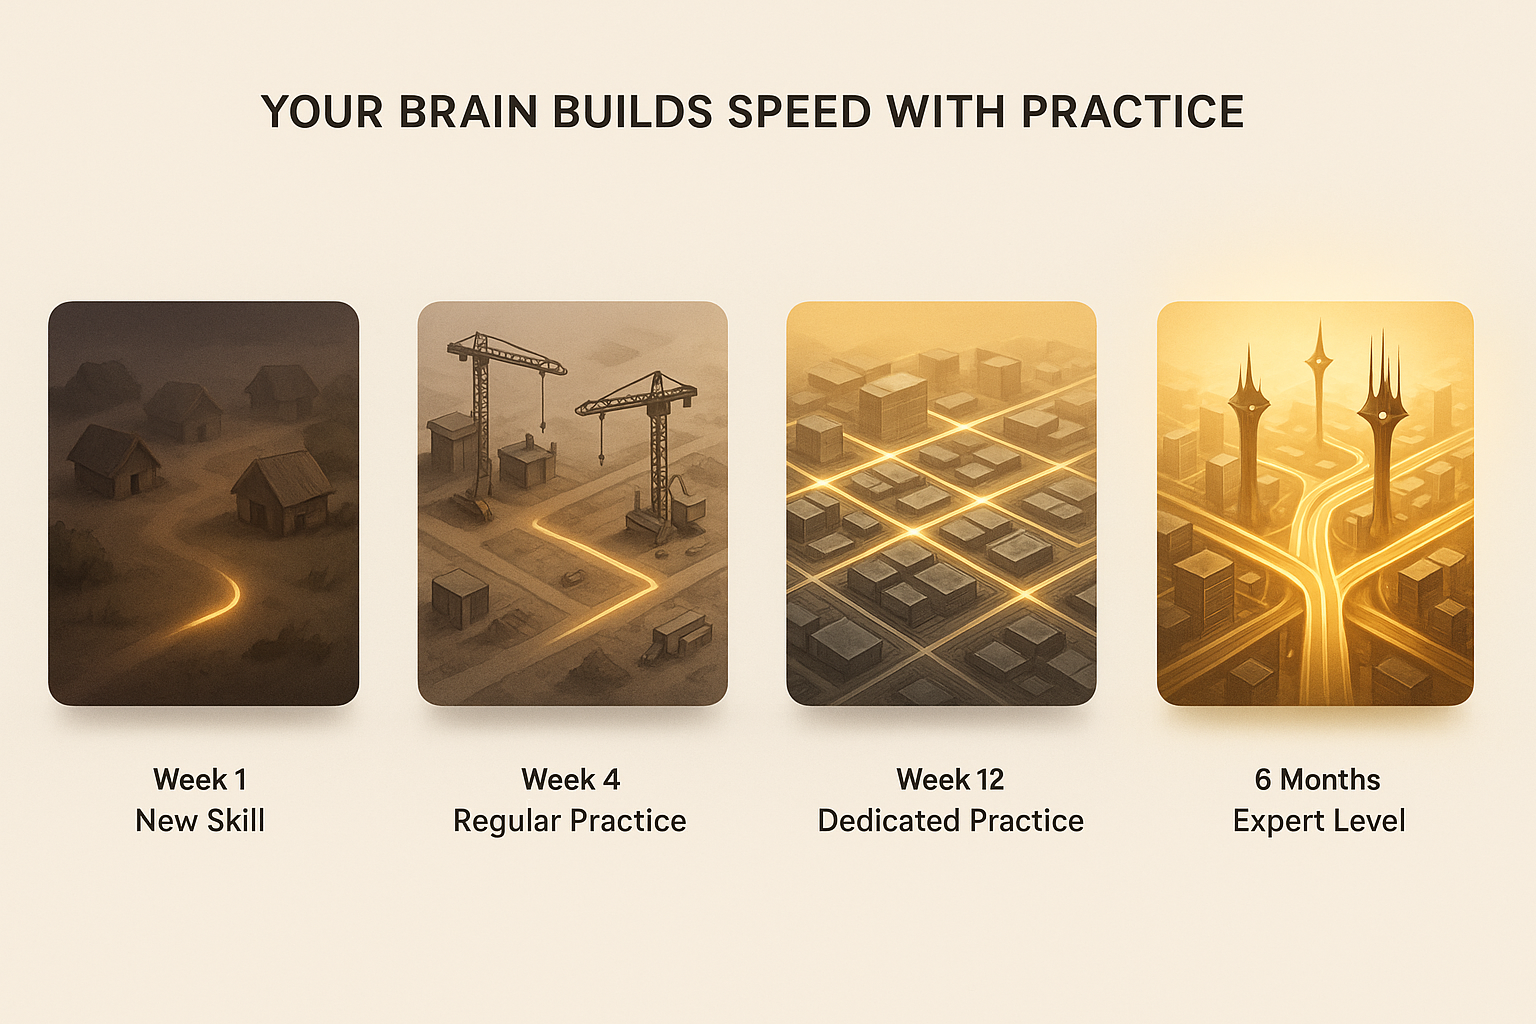 YOUR BRAIN BUILDS SPEED WITH PRACTICE
Week 1
New Skill
Week 4
Regular Practice
Week 12
Dedicated Practice
6 Months
Expert Level